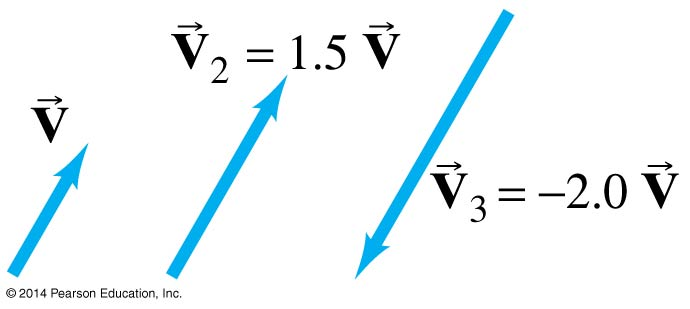 V⃗₂ = 1.5 V⃗
V⃗
V⃗₃ = –2.0 V⃗
© 2014 Pearson Education, Inc.